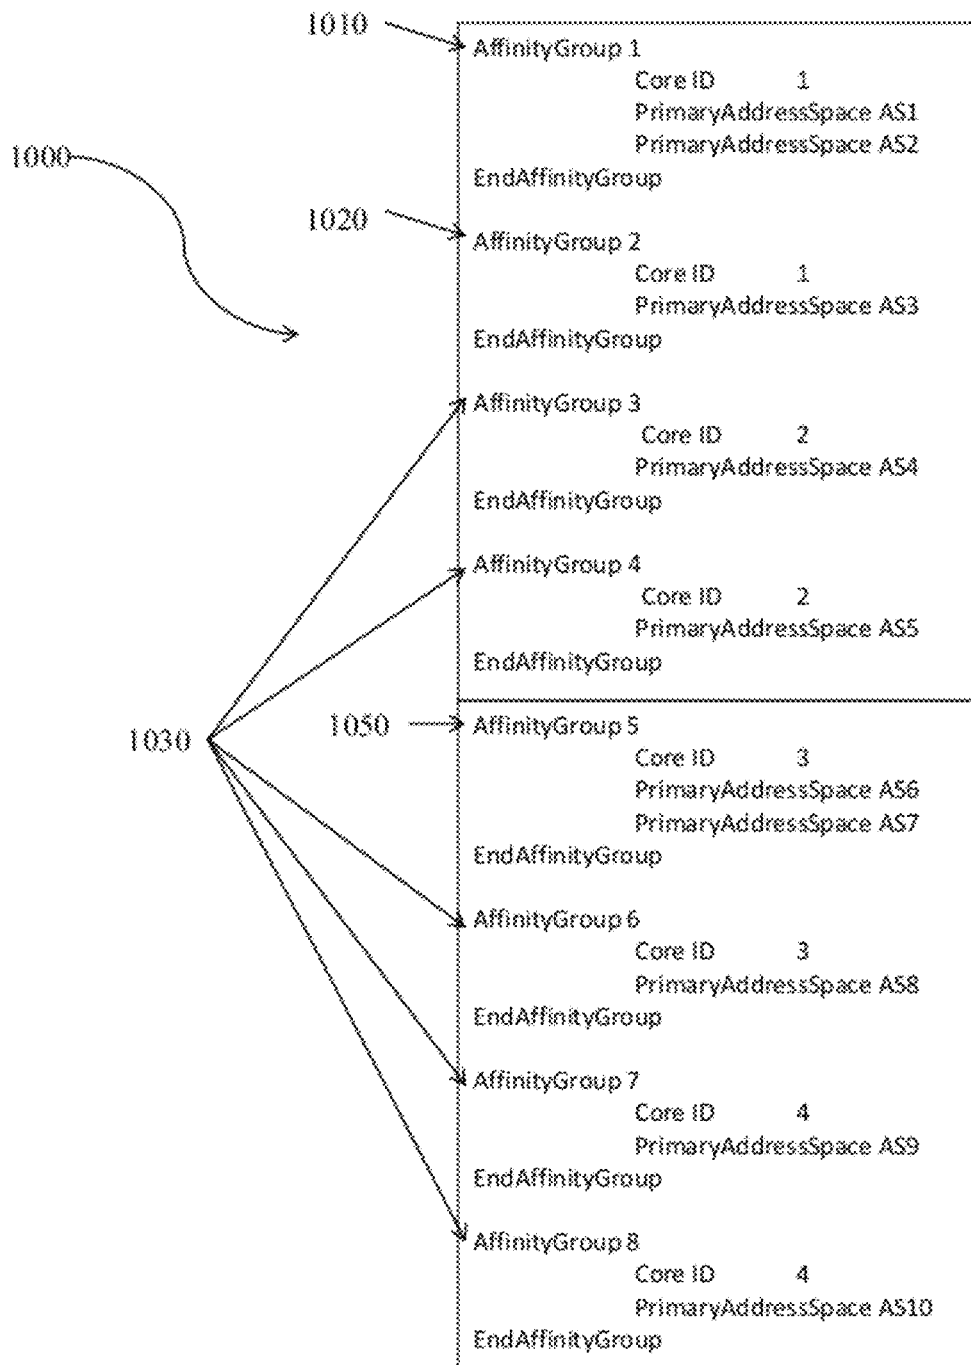 1010
AffinityGroup 1
Core ID 1
PrimaryAddressSpace AS1
1000
PrimaryAddressSpace AS2
EndAffinityGroup
1020
AffinityGroup 2
Core ID 1
PrimaryAddressSpace AS3
EndAffinityGroup
AffinityGroup 3
Core ID 2
PrimaryAddressSpace AS4
EndAffinityGroup
AffinityGroup 4
Core ID 2
PrimaryAddressSpace AS5
EndAffinityGroup
1030
1050
AffinityGroup 5
Core ID 3
PrimaryAddressSpace AS6
PrimaryAddressSpace AS7
EndAffinityGroup
AffinityGroup 6
Core ID 3
PrimaryAddressSpace AS8
EndAffinityGroup
AffinityGroup 7
Core ID 4
PrimaryAddressSpace AS9
EndAffinityGroup
AffinityGroup 8
Core ID 4
PrimaryAddressSpace AS10
EndAffinityGroup